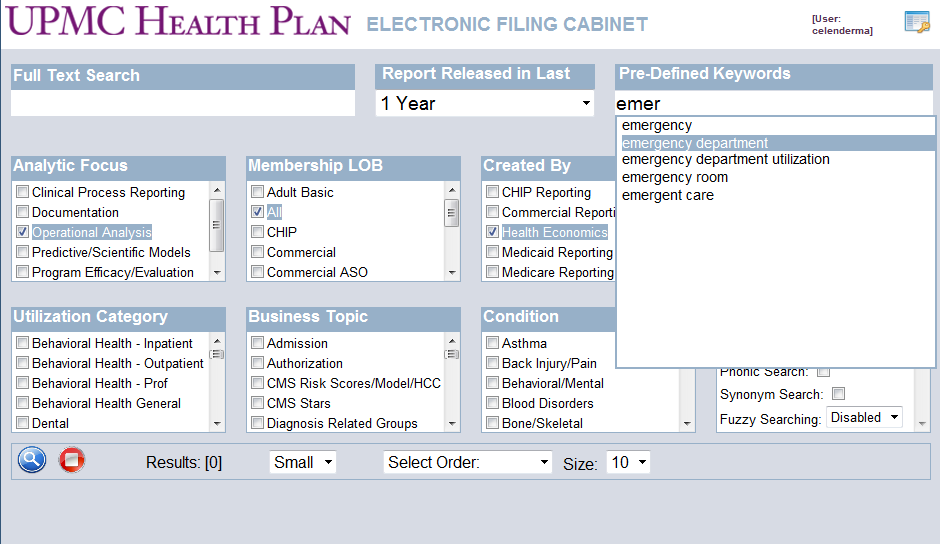 UPMC HEALTH PLAN ELECTRONIC FILING CABINET
[User:
celenderma]
Full Text Search
Report Released in Last
1 Year
Pre-Defined Keywords
emer
emergency
emergency department
emergency department utilization
emergency room
emergent care
Analytic Focus
Clinical Process Reporting
Documentation
Operational Analysis
Predictive/Scientific Models
Program Efficacy/Evaluation
Membership LOB
Adult Basic
All
CHIP
Commercial
Commercial ASO
Created By
CHIP Reporting
Commercial Reporti
Health Economics
Medicaid Reporting
Medicare Reporting
Utilization Category
Behavioral Health - Inpatient
Behavioral Health - Outpatient
Behavioral Health - Prof
Behavioral Health General
Dental
Business Topic
Admission
Authorization
CMS Risk Scores/Model/HCC
CMS Stars
Diagnosis Related Groups
Condition
Asthma
Back Injury/Pain
Behavioral/Mental
Blood Disorders
Bone/Skeletal
Phonic Search:
Synonym Search:
Fuzzy Searching: Disabled
Results: [0] Small Select Order: Size: 10